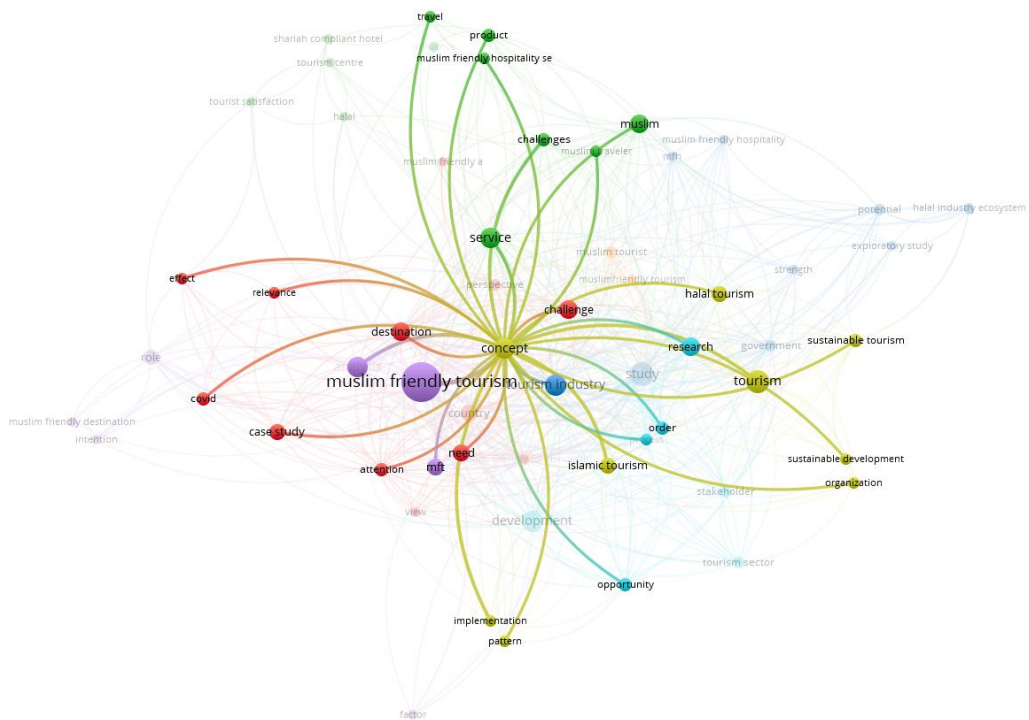 travel
product
shariah compliant hotel
muslim friendly hospitality se
tourism centre
tourist satisfaction
halal
muslim
challenges
muslim friendly hospitality
muslim traveler
mfh
muslim friendly a
potential
halal industry ecosystem
service
exploratory study
muslim tourist
strength
effect
muslimfriendly tourism
perspective
relevance
halal tourism
challenge
destination
sustainable tourism
concept
research
government
role
study
muslim friendly tourism
tourism industry
tourism
covid
country
muslim friendly destination
order
case study
intention
need
sustainable development
attention
mft
islamic tourism
organization
stakeholder
view
development
tourism sector
opportunity
implementation
pattern
factor